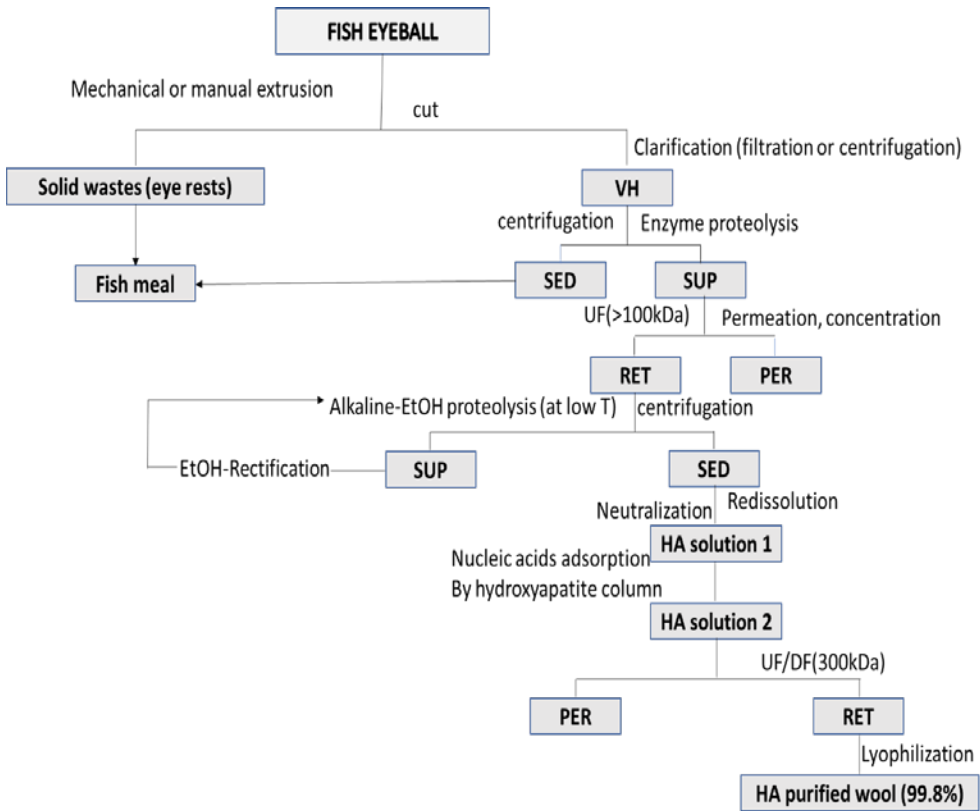 FISH EYEBALL
Mechanical or manual extrusion
cut
Clarification (filtration or centrifugation)
Solid wastes (eye rests)
VH
centrifugation
Enzyme proteolysis
Fish meal
SED
SUP
UF(>100kDa)
Permeation, concentration
RET
PER
Alkaline-EtOH proteolysis (at low T)
centrifugation
EtOH-Rectification
SUP
SED
Neutralization
Redissolution
HA solution 1
Nucleic acids adsorption
By hydroxyapatite column
HA solution 2
UF/DF(300kDa)
PER
RET
Lyophilization
HA purified wool (99.8%)